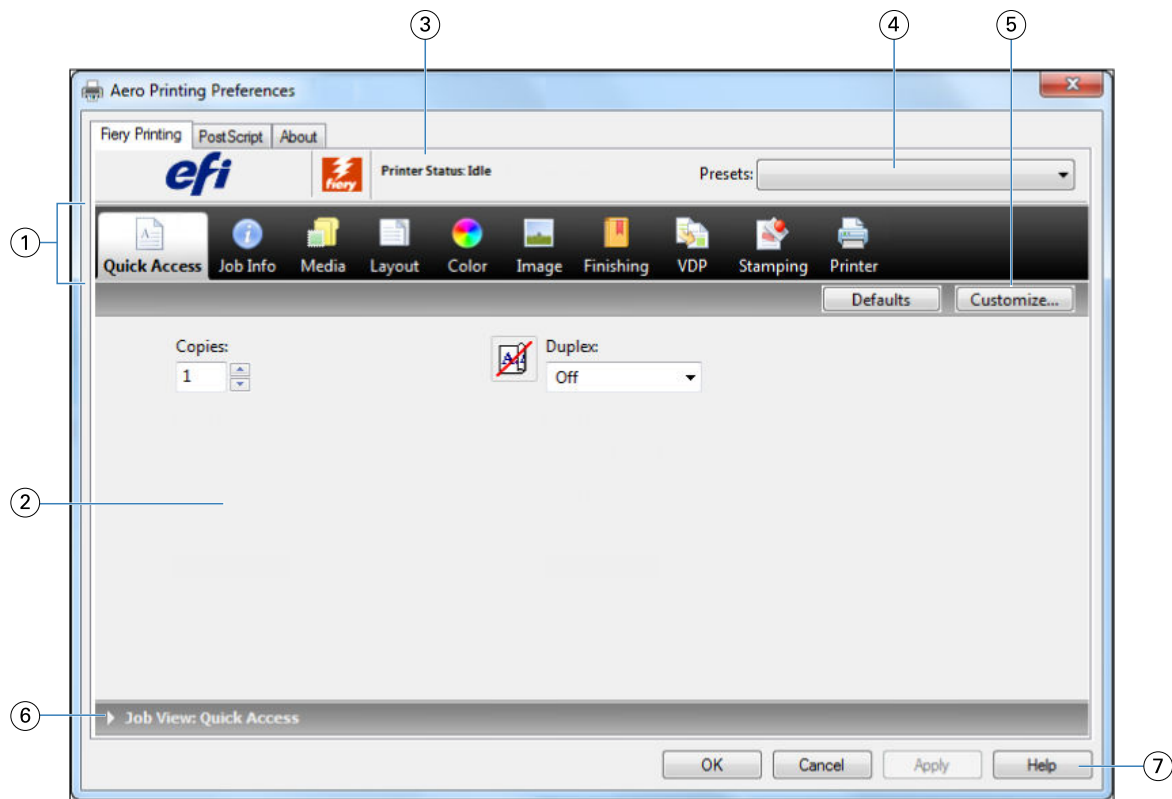 3
4
5
Aero Printing Preferences
Fiery Printing
PostScript
About
efi
fiery
Printer Status: Idle
Presets:
1
Quick Access
Job Info
Media
Layout
Color
Image
Finishing
VDP
Stamping
Printer
Defaults
Customize...
Copies:
1
Duplex:
Off
2
6
Job View: Quick Access
OK
Cancel
Apply
Help
7